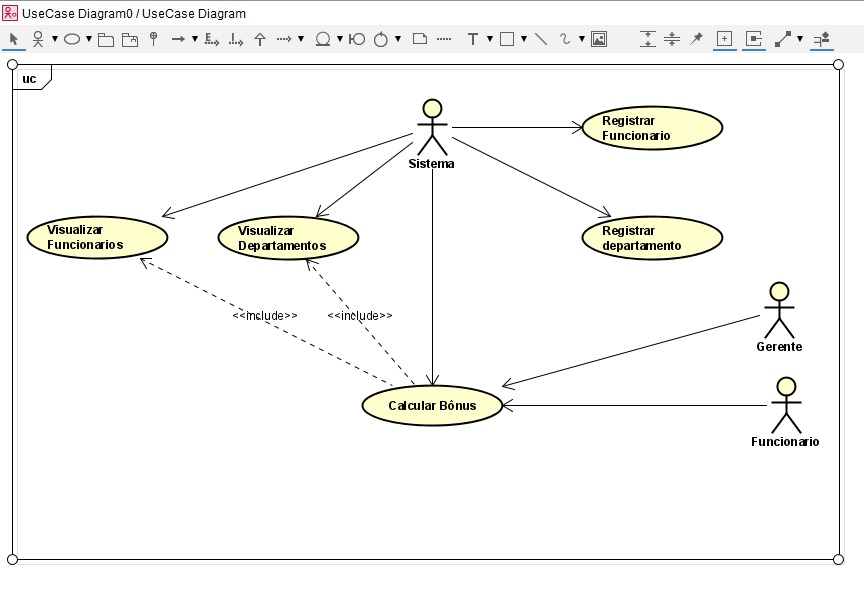 UseCase Diagram0 / UseCase Diagram
uc
Sistema
Registrar
Funcionario
Visualizar
Funcionarios
Visualizar
Departamentos
Registrar
departamento
<<include>>
<<include>>
Gerente
Calcular Bônus
Funcionario